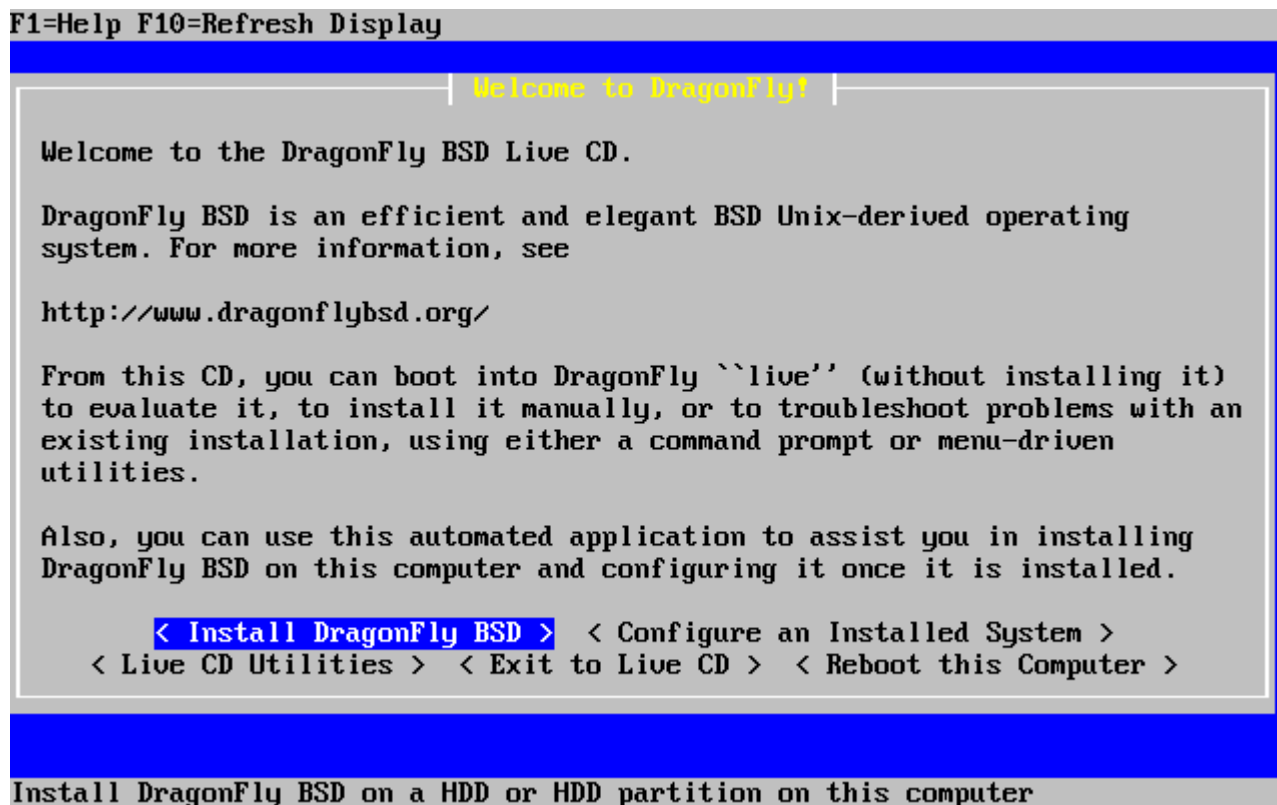 F1=Help F10=Refresh Display
Welcome to DragonFly!
Welcome to the DragonFly BSD Live CD.
DragonFly BSD is an efficient and elegant BSD Unix-derived operating
system. For more information, see
http://www.dragonflybsd.org/
From this CD, you can boot into DragonFly ``live'' (without installing it)
to evaluate it, to install it manually, or to troubleshoot problems with an
existing installation, using either a command prompt or menu-driven
utilities.
Also, you can use this automated application to assist you in installing
DragonFly BSD on this computer and configuring it once it is installed.
< Install DragonFly BSD > < Configure an Installed System >
< Live CD Utilities > < Exit to Live CD > < Reboot this Computer >
Install DragonFly BSD on a HDD or HDD partition on this computer